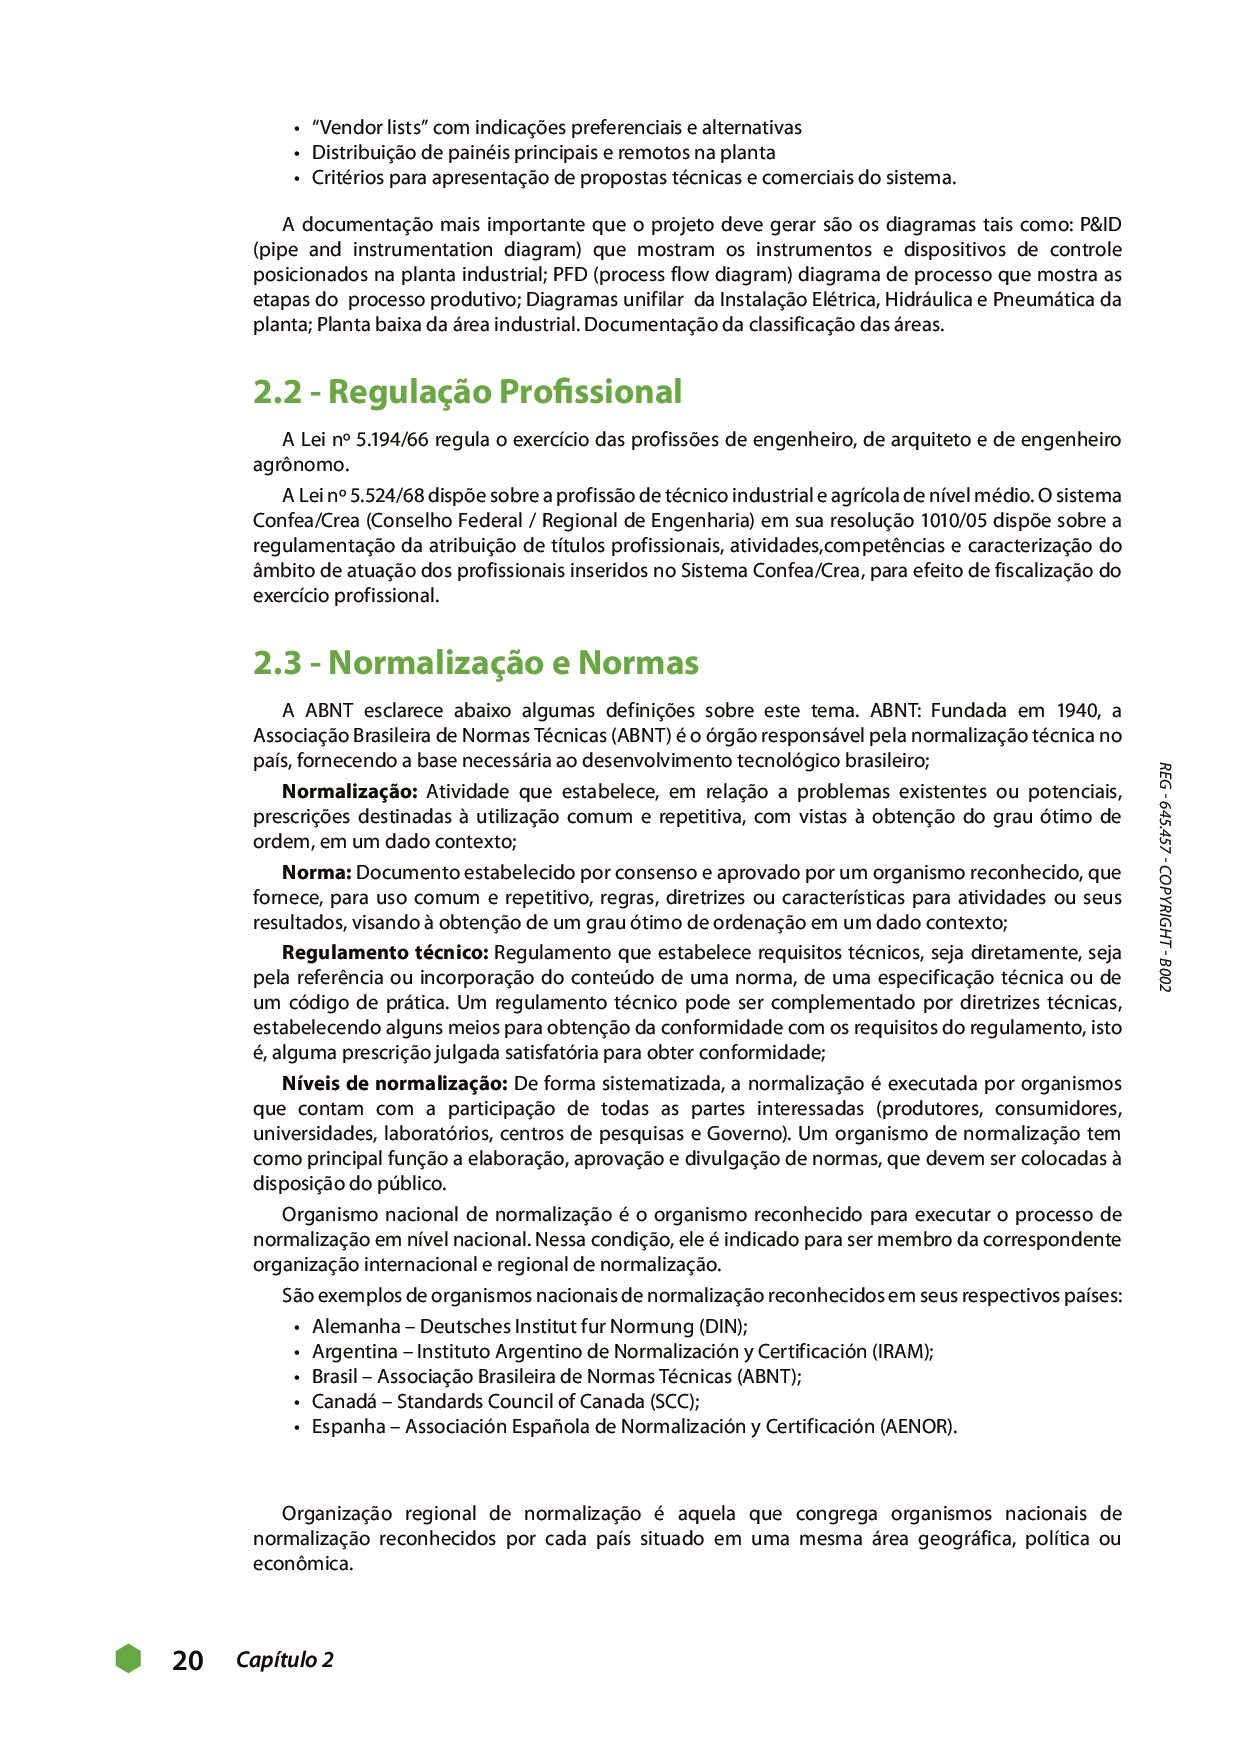 • “Vendor lists” com indicações preferenciais e alternativas
• Distribuição de painéis principais e remotos na planta
• Critérios para apresentação de propostas técnicas e comerciais do sistema.
A documentação mais importante que o projeto deve gerar são os diagramas tais como: P&ID
(pipe and instrumentation diagram) que mostram os instrumentos e dispositivos de controle
posicionados na planta industrial; PFD (process flow diagram) diagrama de processo que mostra as
etapas do processo produtivo; Diagramas unifilar da Instalação Elétrica, Hidráulica e Pneumática da
planta; Planta baixa da área industrial. Documentação da classificação das áreas.
2.2 - Regulação Profissional
A Lei nº 5.194/66 regula o exercício das profissões de engenheiro, de arquiteto e de engenheiro
agrônomo.
A Lei nº 5.524/68 dispõe sobre a profissão de técnico industrial e agrícola de nível médio. O sistema
Confea/Crea (Conselho Federal / Regional de Engenharia) em sua resolução 1010/05 dispõe sobre a
regulamentação da atribuição de títulos profissionais, atividades,competências e caracterização do
âmbito de atuação dos profissionais inseridos no Sistema Confea/Crea, para efeito de fiscalização do
exercício profissional.
2.3 - Normalização e Normas
A ABNT esclarece abaixo algumas definições sobre este tema. ABNT: Fundada em 1940, a
Associação Brasileira de Normas Técnicas (ABNT) é o órgão responsável pela normalização técnica no
país, fornecendo a base necessária ao desenvolvimento tecnológico brasileiro;
Normalização: Atividade que estabelece, em relação a problemas existentes ou potenciais,
prescrições destinadas à utilização comum e repetitiva, com vistas à obtenção do grau ótimo de
ordem, em um dado contexto;
Norma: Documento estabelecido por consenso e aprovado por um organismo reconhecido, que
fornece, para uso comum e repetitivo, regras, diretrizes ou características para atividades ou seus
resultados, visando à obtenção de um grau ótimo de ordenação em um dado contexto;
Regulamento técnico: Regulamento que estabelece requisitos técnicos, seja diretamente, seja
pela referência ou incorporação do conteúdo de uma norma, de uma especificação técnica ou de
um código de prática. Um regulamento técnico pode ser complementado por diretrizes técnicas,
estabelecendo alguns meios para obtenção da conformidade com os requisitos do regulamento, isto
é, alguma prescrição julgada satisfatória para obter conformidade;
Níveis de normalização: De forma sistematizada, a normalização é executada por organismos
que contam com a participação de todas as partes interessadas (produtores, consumidores,
universidades, laboratórios, centros de pesquisas e Governo). Um organismo de normalização tem
como principal função a elaboração, aprovação e divulgação de normas, que devem ser colocadas à
disposição do público.
Organismo nacional de normalização é o organismo reconhecido para executar o processo de
normalização em nível nacional. Nessa condição, ele é indicado para ser membro da correspondente
organização internacional e regional de normalização.
São exemplos de organismos nacionais de normalização reconhecidos em seus respectivos países:
• Alemanha – Deutsches Institut fur Normung (DIN);
• Argentina – Instituto Argentino de Normalización y Certificación (IRAM);
• Brasil – Associação Brasileira de Normas Técnicas (ABNT);
• Canadá – Standards Council of Canada (SCC);
• Espanha – Associación Española de Normalización y Certificación (AENOR).
Organização regional de normalização é aquela que congrega organismos nacionais de
normalização reconhecidos por cada país situado em uma mesma área geográfica, política ou
econômica.
20 Capítulo 2
REG - 645.457 - COPYRIGHT - B002